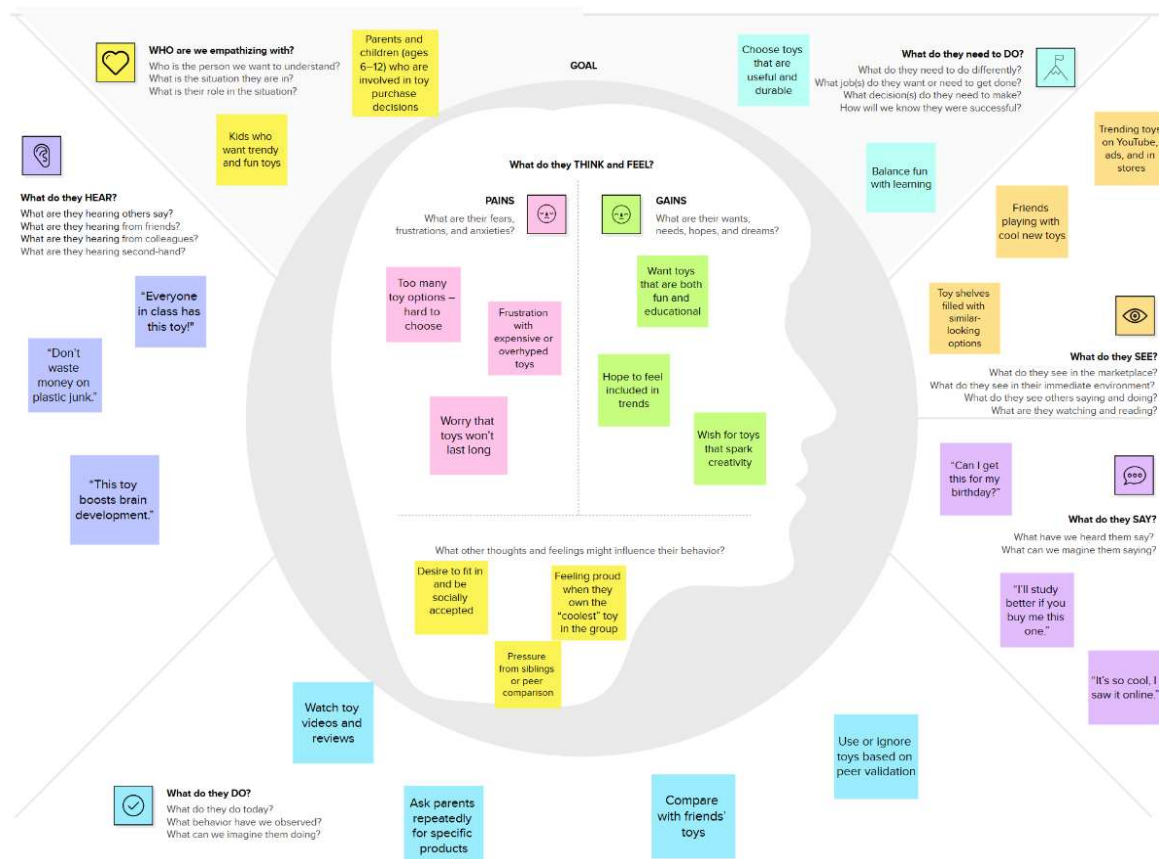 WHO are we empathizing with?
Who is the person we want to understand?
What is the situation they are in?
What is their role in the situation?
Parents and
children (ages
6–12) who are
involved in toy
purchase
decisions
Kids who
want trendy
and fun toys
GOAL
What do they need to DO?
What do they need to do differently?
What job(s) do they want or need to get done?
What decision(s) do they need to make?
How will we know they were successful?
Choose toys
that are
useful and
durable
Balance fun
with learning
What do they HEAR?
What are they hearing others say?
What are they hearing from friends?
What are they hearing from colleagues?
What are they hearing second-hand?
"Everyone
in class has
this toy!"
"Don't
waste
money on
plastic junk."
"This toy
boosts brain
development."
What do they THINK and FEEL?
PAINS
What are their fears,
frustrations, and anxieties?
Too many
toy options –
hard to
choose
Frustration
with
expensive or
overhyped
toys
Worry that
toys won't
last long
GAINS
What are their wants,
needs, hopes, and dreams?
Want toys
that are both
fun and
educational
Hope to feel
included in
trends
Wish for toys
that spark
creativity
What other thoughts and feelings might influence their behavior?
Desire to fit in
and be
socially
accepted
Feeling proud
when they
own the
"coolest" toy
in the group
Pressure
from siblings
or peer
comparison
Trending toys
on YouTube,
ads, and in
stores
Friends
playing with
cool new toys
Toy shelves
filled with
similar-
looking
options
What do they SEE?
What do they see in the marketplace?
What do they see in their immediate environment?
What do they see others saying and doing?
What are they watching and reading?
"Can I get
this for my
birthday?"
What do they SAY?
What have we heard them say?
What can we magine them saying?
"I'll study
better if you
buy me this
one."
"It's so cool, I
saw it online."
What do they DO?
What do they do today?
What behavior have we observed?
What can we imagine them doing?
Watch toy
videos and
reviews
Ask parents
repeatedly
for specific
products
Compare
with friends'
toys
Use or ignore
toys based on
peer validation